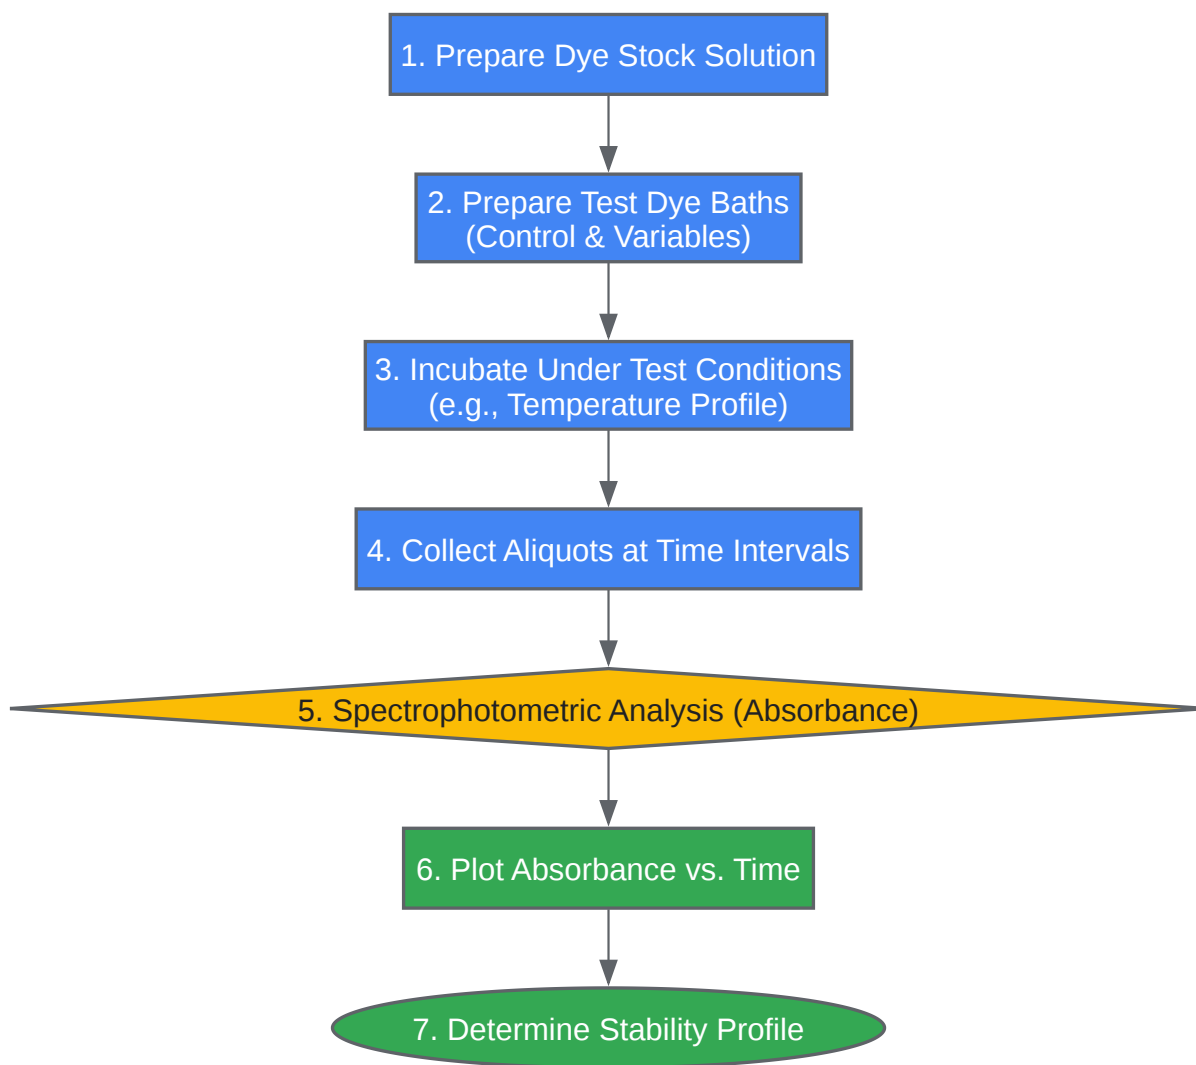 1. Prepare Dye Stock Solution
2. Prepare Test Dye Baths
(Control & Variables)
3. Incubate Under Test Conditions
(e.g., Temperature Profile)
4. Collect Aliquots at Time Intervals
5. Spectrophotometric Analysis (Absorbance)
6. Plot Absorbance vs. Time
7. Determine Stability Profile